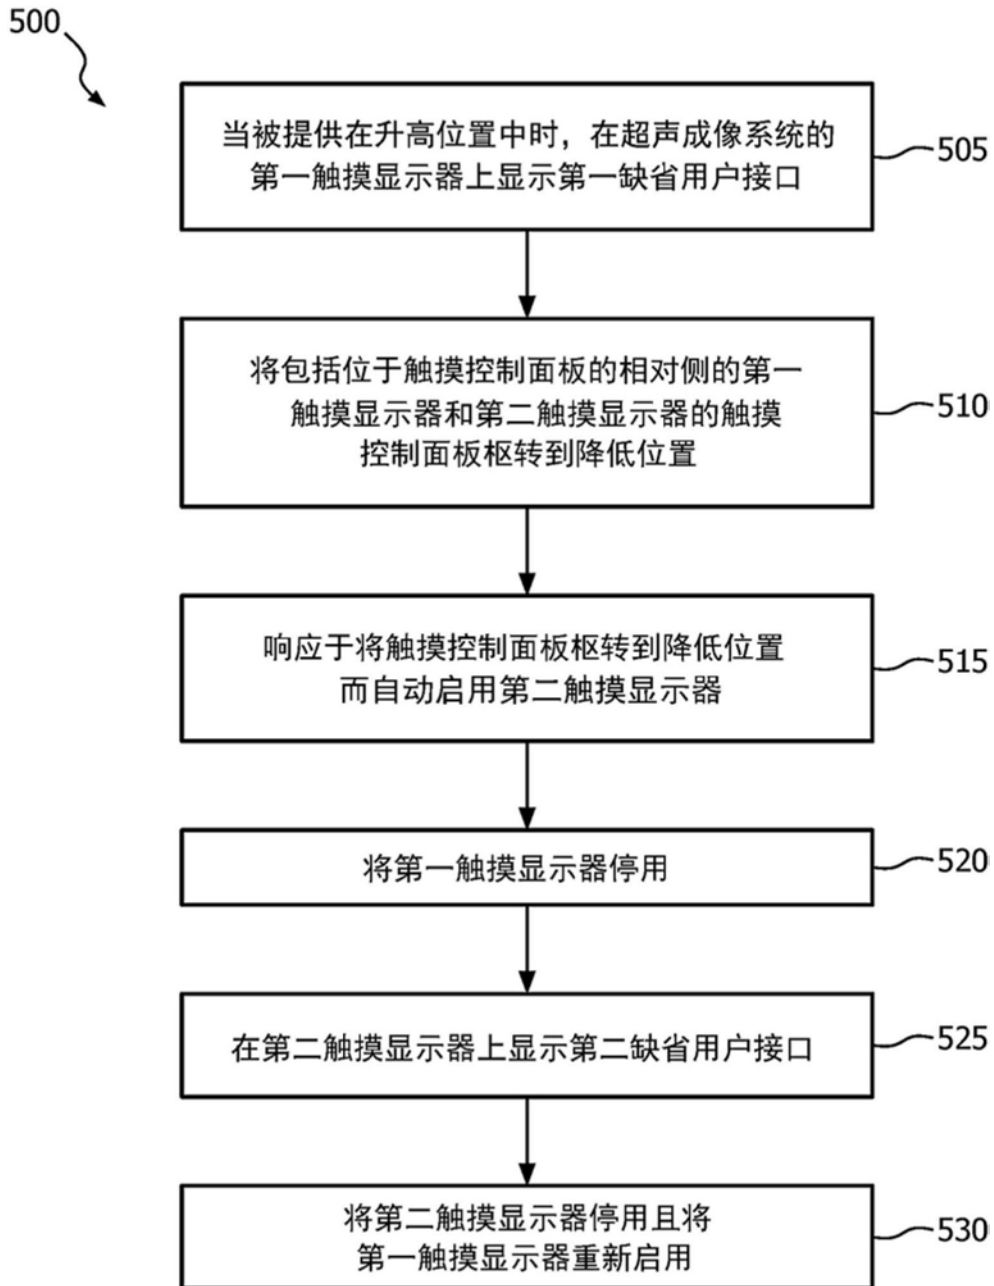 500
当被提供在升高位置中时，在超声成像系统的
第一触摸显示器上显示第一缺省用户接口
505
将包括位于触摸控制面板的相对侧的第一
触摸显示器和第二触摸显示器的触摸
控制面板枢转到降低位置
510
响应于将触摸控制面板枢转到降低位置
而自动启用第二触摸显示器
515
将第一触摸显示器停用
520
在第二触摸显示器上显示第二缺省用户接口
525
将第二触摸显示器停用且将
第一触摸显示器重新启用
530